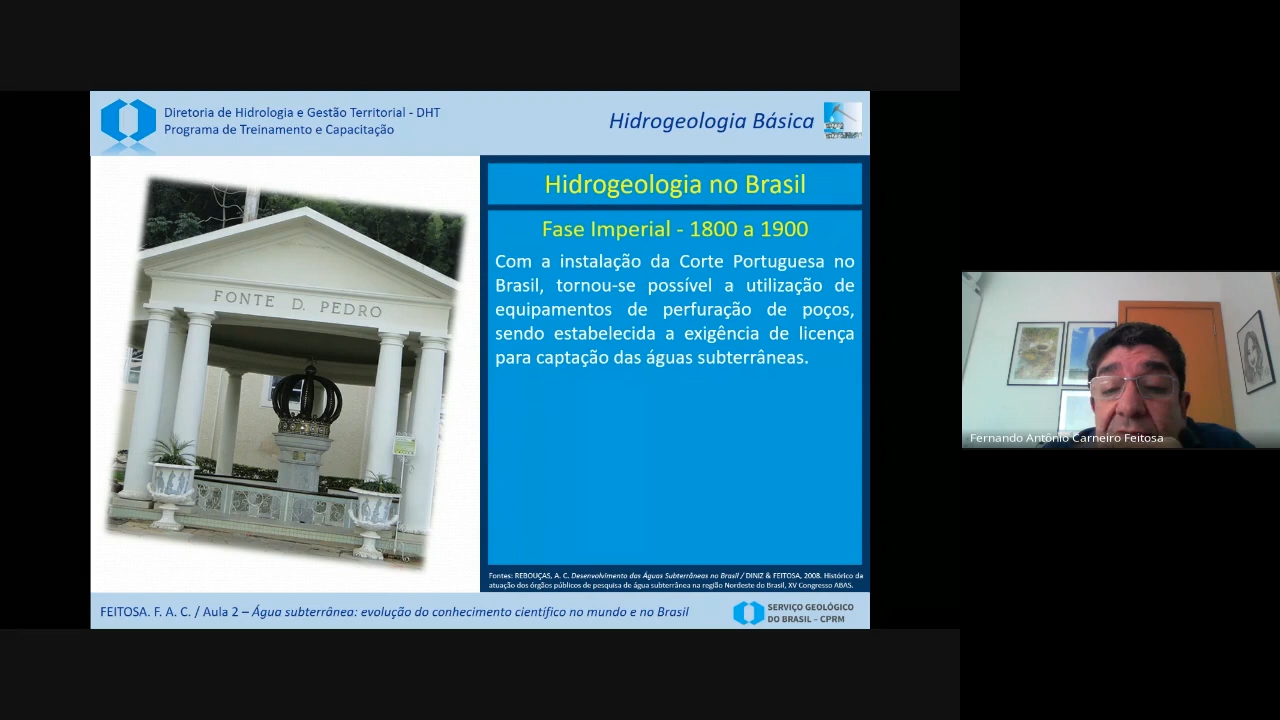 Diretoria de Hidrologia e Gestão Territorial - DHT
Programa de Treinamento e Capacitação
Hidrogeologia Básica
FONTE D. PEDRO
Hidrogeologia no Brasil
Fase Imperial - 1800 a 1900
Com a instalação da Corte Portuguesa no
Brasil, tornou-se possível a utilização de
equipamentos de perfuração de poços,
sendo estabelecida a exigência de licença
para captação das águas subterrâneas.
Fontes: REBOUÇAS, A. C. Desenvolvimento das Águas Subterrâneas no Brasil / DINIZ & FEITOSA, 2008. Histórico da
atuação dos órgãos públicos de pesquisa de água subterrânea na região Nordeste do Brasil, XV Congresso ABAS.
FEITOSA. F. A. C. / Aula 2 – Água subterrânea: evolução do conhecimento científico no mundo e no Brasil
SERVIÇO GEOLÓGICO
DO BRASIL – CPRM
Fernando Antônio Carneiro Feitosa